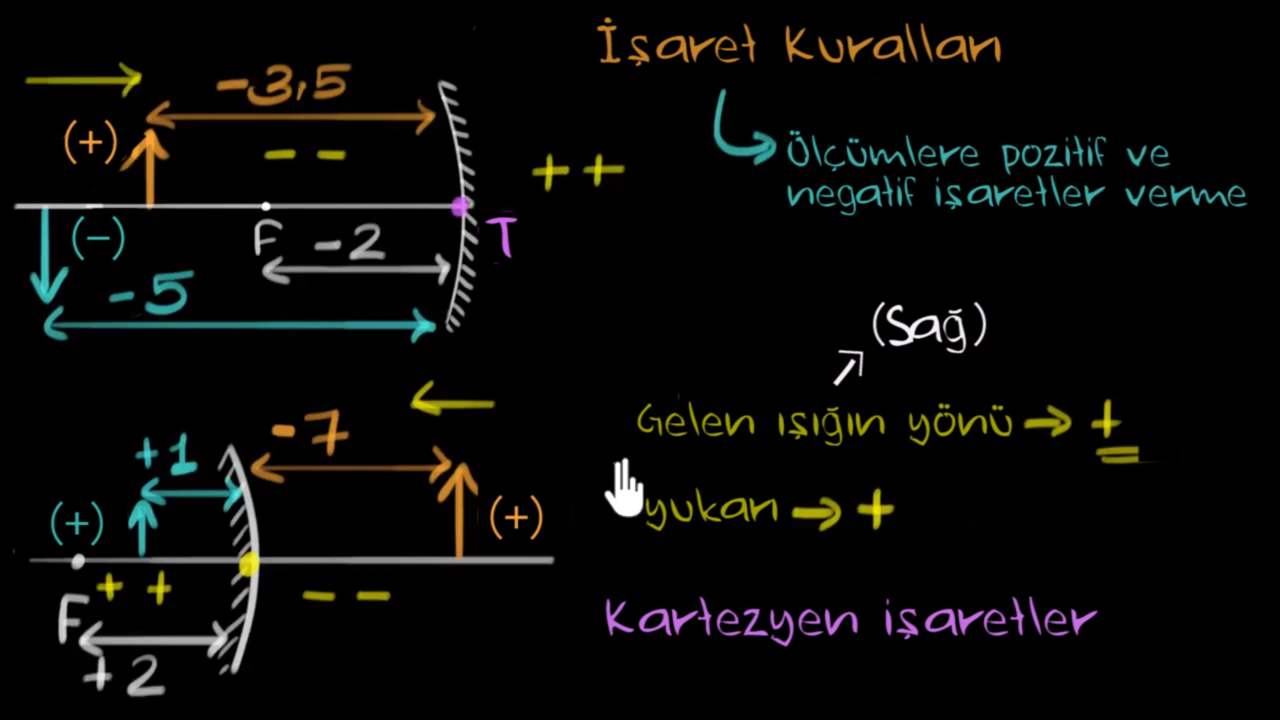 İşaret Kuralları
Ölçümlere pozitif ve
negatif işaretler verme
-3,5
(+)
- -
+ +
(-)
F
-2
T
-5
(Sağ)
Gelen ışığın yönü → +
yukarı → +
Kartezyen işaretler
-7
+1
(+)
(+)
+ +
- -
F
+2